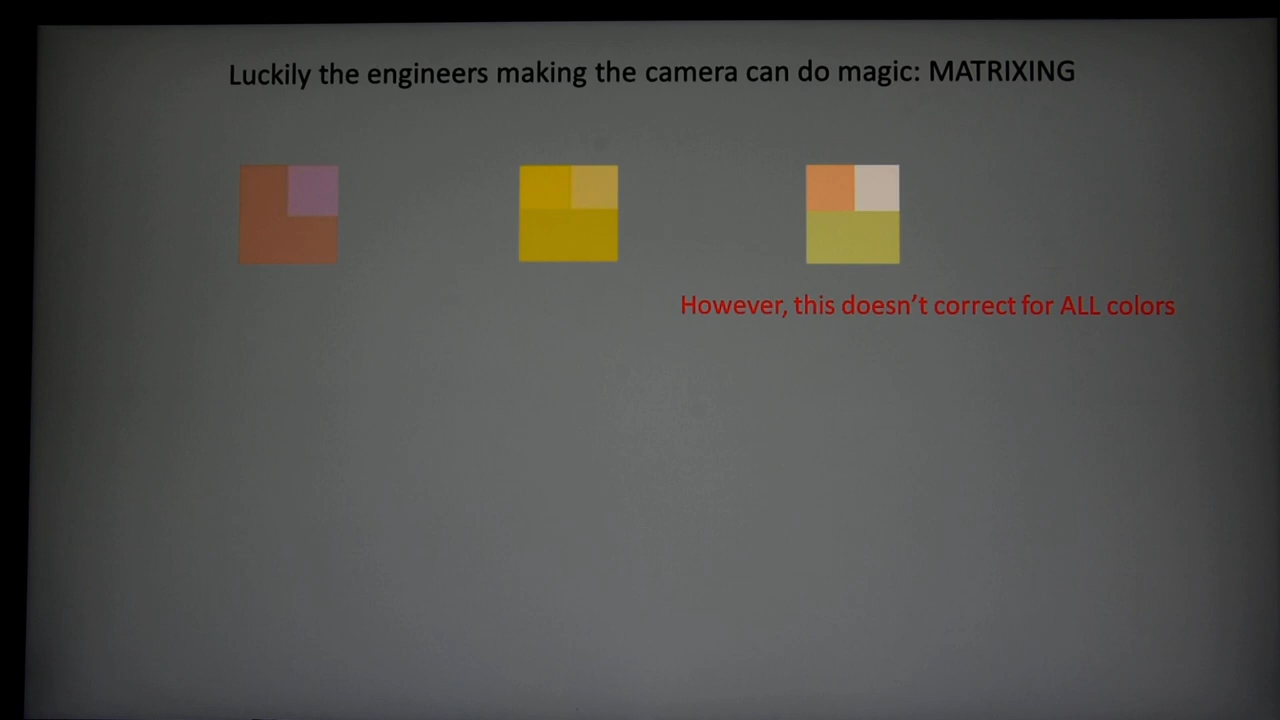 Luckily the engineers making the camera can do magic: MATRIXING
However, this doesn't correct for ALL colors